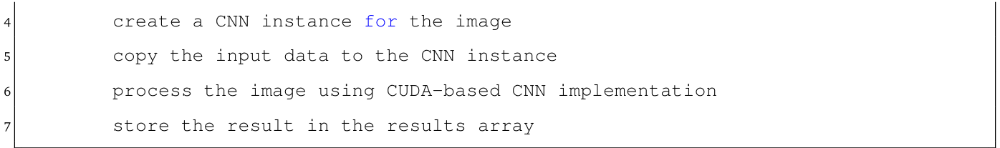 4 create a CNN instance for the image
5 copy the input data to the CNN instance
6 process the image using CUDA-based CNN implementation
7 store the result in the results array